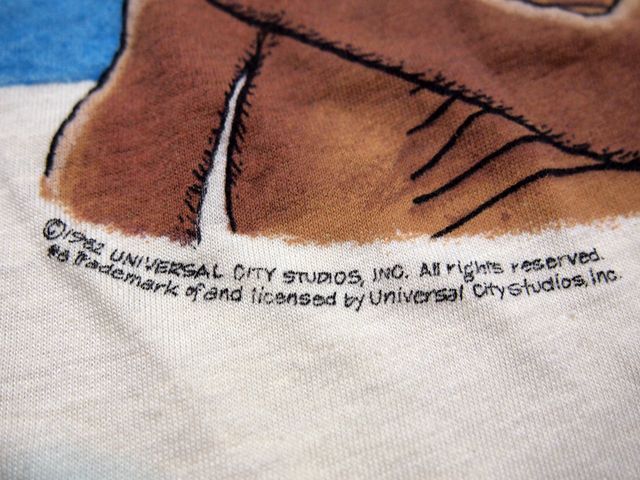 ©1982 UNIVERSAL CITY STUDIOS, INC. All rights reserved.
a Trademark of and licensed by Universal City studios, Inc.